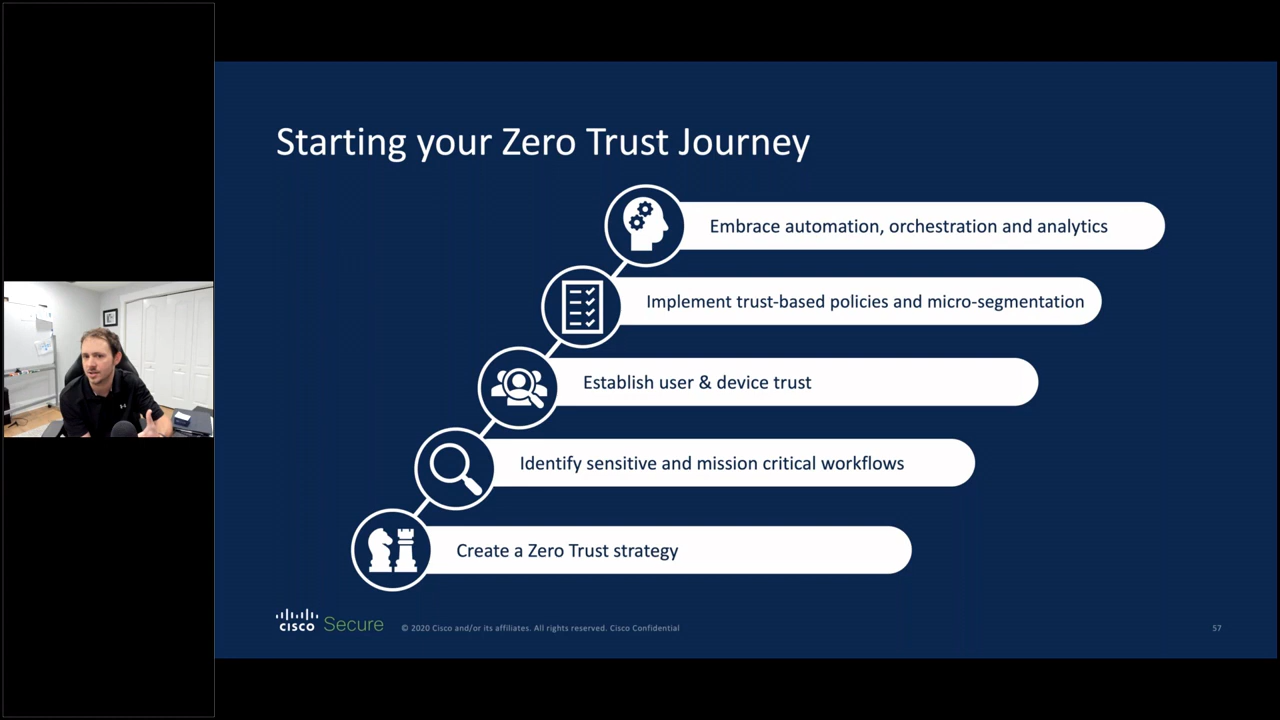 Starting your Zero Trust Journey
Embrace automation, orchestration and analytics
Implement trust-based policies and micro-segmentation
Establish user & device trust
Identify sensitive and mission critical workflows
Create a Zero Trust strategy
CISCO Secure © 2020 Cisco and/or its affiliates. All rights reserved. Cisco Confidential 57